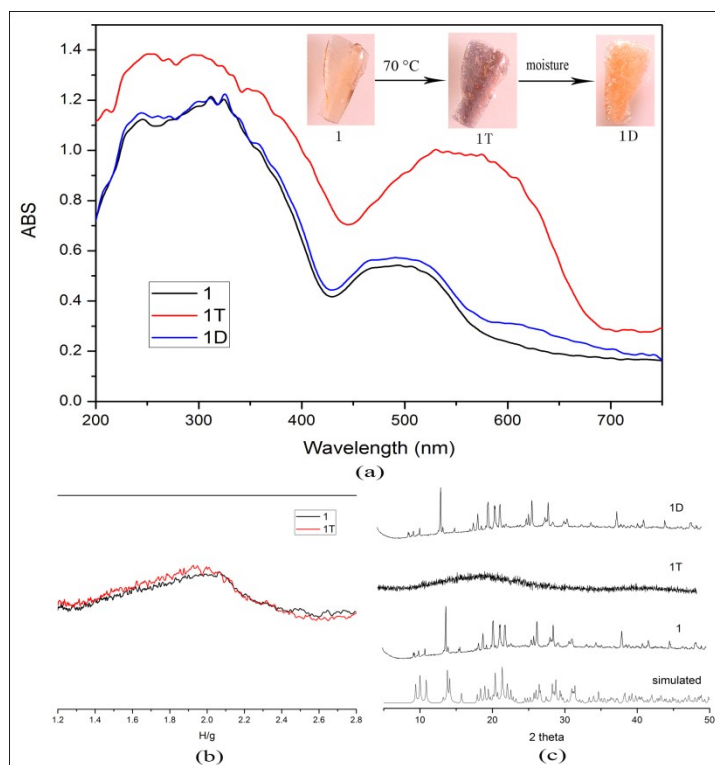 1.4
1.2
1.0
0.8
0.6
0.4
0.2
0.0
ABS
70 °C
moisture
1
1T
1D
1
1T
1D
200
300
400
500
600
700
Wavelength (nm)
(a)
1
1T
1.2
1.4
1.6
1.8
2.0
2.2
2.4
2.6
2.8
H/g
(b)
1D
1T
1
simulated
10
20
30
40
50
2 theta
(c)